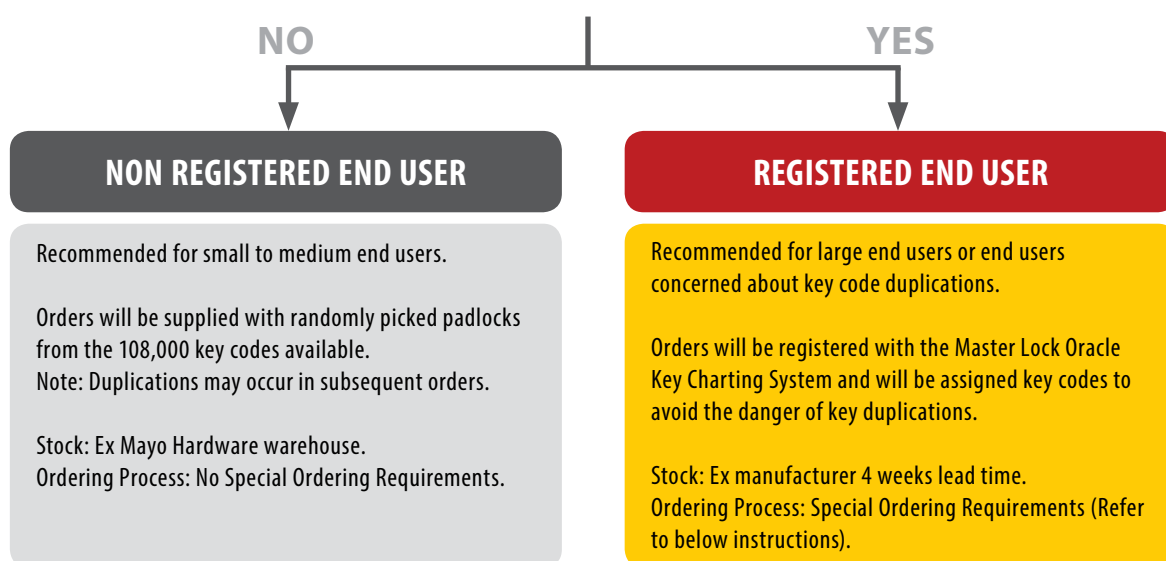 NO
YES
NON REGISTERED END USER
Recommended for small to medium end users.
Orders will be supplied with randomly picked padlocks
from the 108,000 key codes available.
Note: Duplications may occur in subsequent orders.
Stock: Ex Mayo Hardware warehouse.
Ordering Process: No Special Ordering Requirements.
REGISTERED END USER
Recommended for large end users or end users
concerned about key code duplications.
Orders will be registered with the Master Lock Oracle
Key Charting System and will be assigned key codes to
avoid the danger of key duplications.
Stock: Ex manufacturer 4 weeks lead time.
Ordering Process: Special Ordering Requirements (Refer
to below instructions).